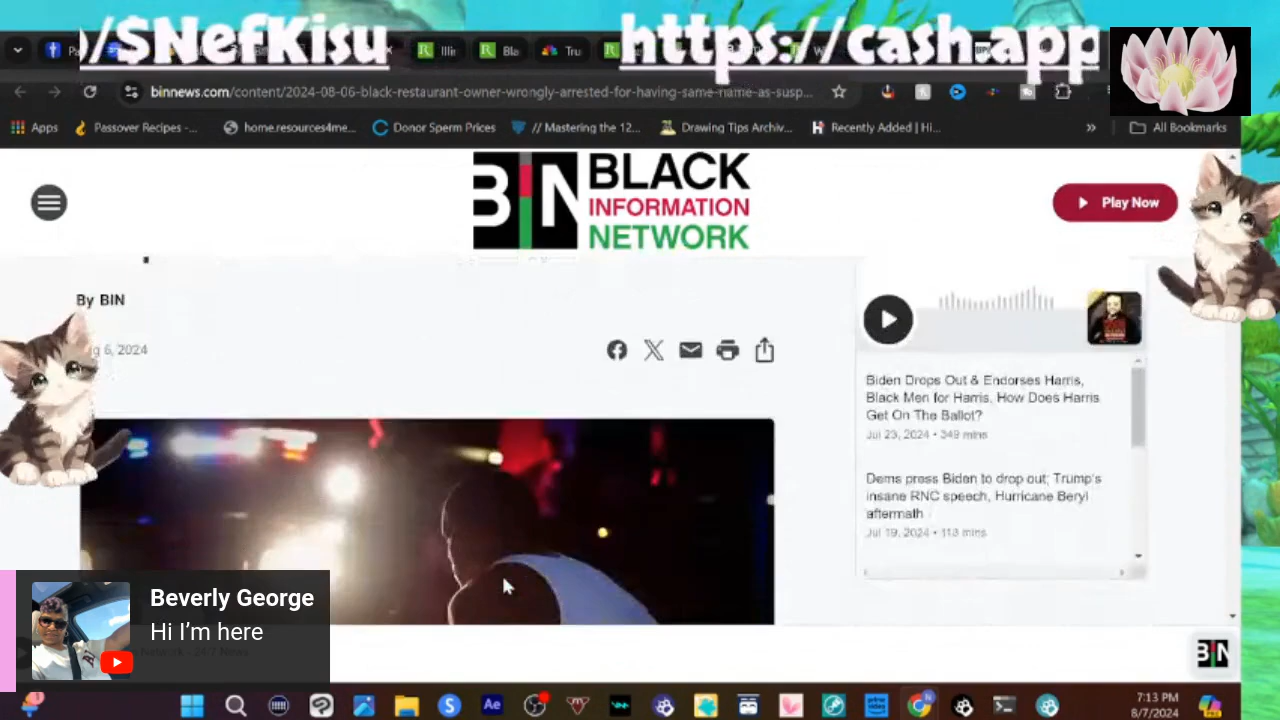 /$NefKisu
https://cash.app
Illir
Bla
Tru
binnews.com/content/2024-08-06-black-restaurant-owner-wrongly-arrested-for-having-same-name-as-susp...
Apps
Passover Recipes -...
home.resources4me...
Donor Sperm Prices
// Mastering the 12...
Drawing Tips Archiv...
Recently Added | Hi...
»
All Bookmarks
BIN BLACK
INFORMATION
NETWORK
Play Now
By BIN
g 6, 2024
Biden Drops Out & Endorses Harris,
Black Men for Harris, How Does Harris
Get On The Ballot?
Jul 23, 2024 • 349 mins
Dems press Biden to drop out; Trump's
insane RNC speech, Hurricane Beryl
aftermath
Jul 19, 2024 • 113 mins
Beverly George
Hi I'm here
BIN
7:13 PM
8/7/2024